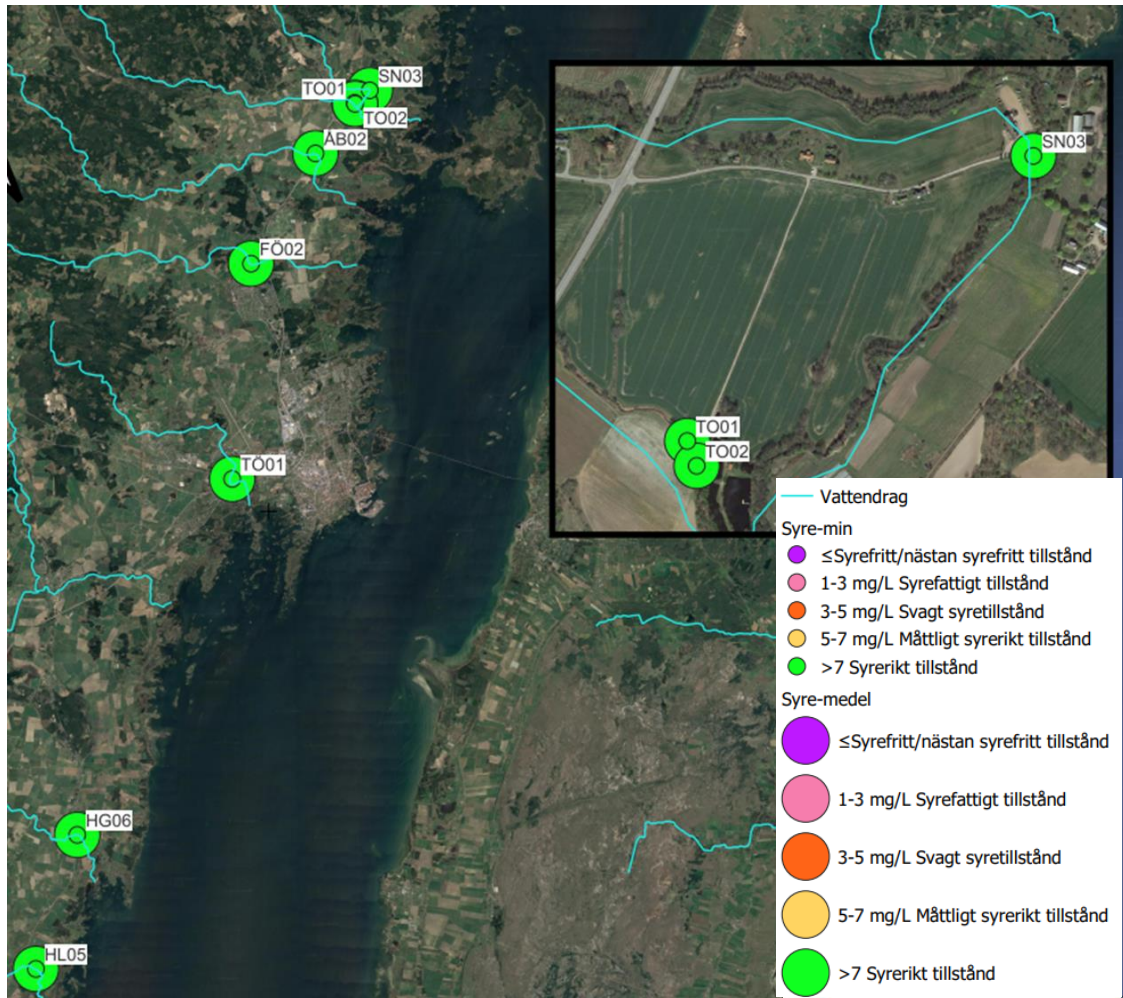 TO01
SN03
TO02
ÅB02
FÖ02
TÖ01
HG06
HL05
SN03
TO01
TO02
Vattendrag
Syre-min
≤Syrefritt/nästan syrefritt tillstånd
1-3 mg/L Syrefattigt tillstånd
3-5 mg/L Svagt syretillstånd
5-7 mg/L Måttligt syrerikt tillstånd
>7 Syrerikt tillstånd
Syre-medel
≤Syrefritt/nästan syrefritt tillstånd
1-3 mg/L Syrefattigt tillstånd
3-5 mg/L Svagt syretillstånd
5-7 mg/L Måttligt syrerikt tillstånd
>7 Syrerikt tillstånd